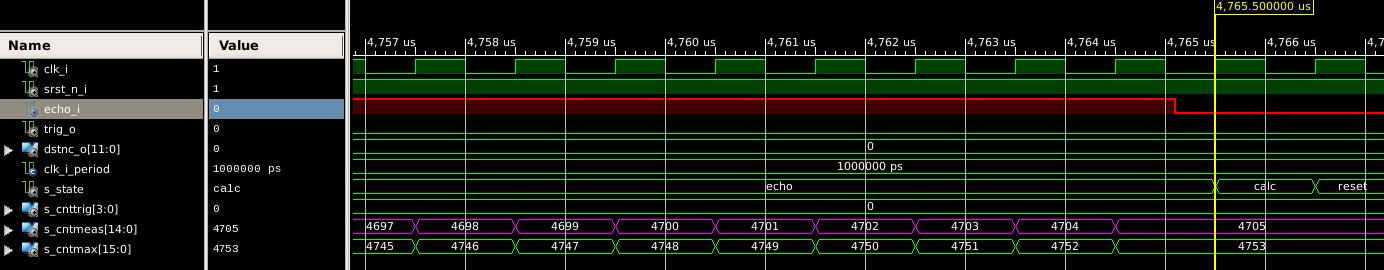 4,765.500000 us
Name Value
4,757 us 4,758 us 4,759 us 4,760 us 4,761 us 4,762 us 4,763 us 4,764 us 4,765 us 4,766 us 4,7
clk_i 1
srst_n_i 1
echo_i 0
trig_o 0
dstnc_o[11:0] 0 0
clk_i_period 1000000 ps 1000000 ps
s_state calc echo calc reset
s_cnttrig[3:0] 0 0
s_cntmeas[14:0] 4705 4697 4698 4699 4700 4701 4702 4703 4704 4705
s_cntmax[15:0] 4753 4745 4746 4747 4748 4749 4750 4751 4752 4753